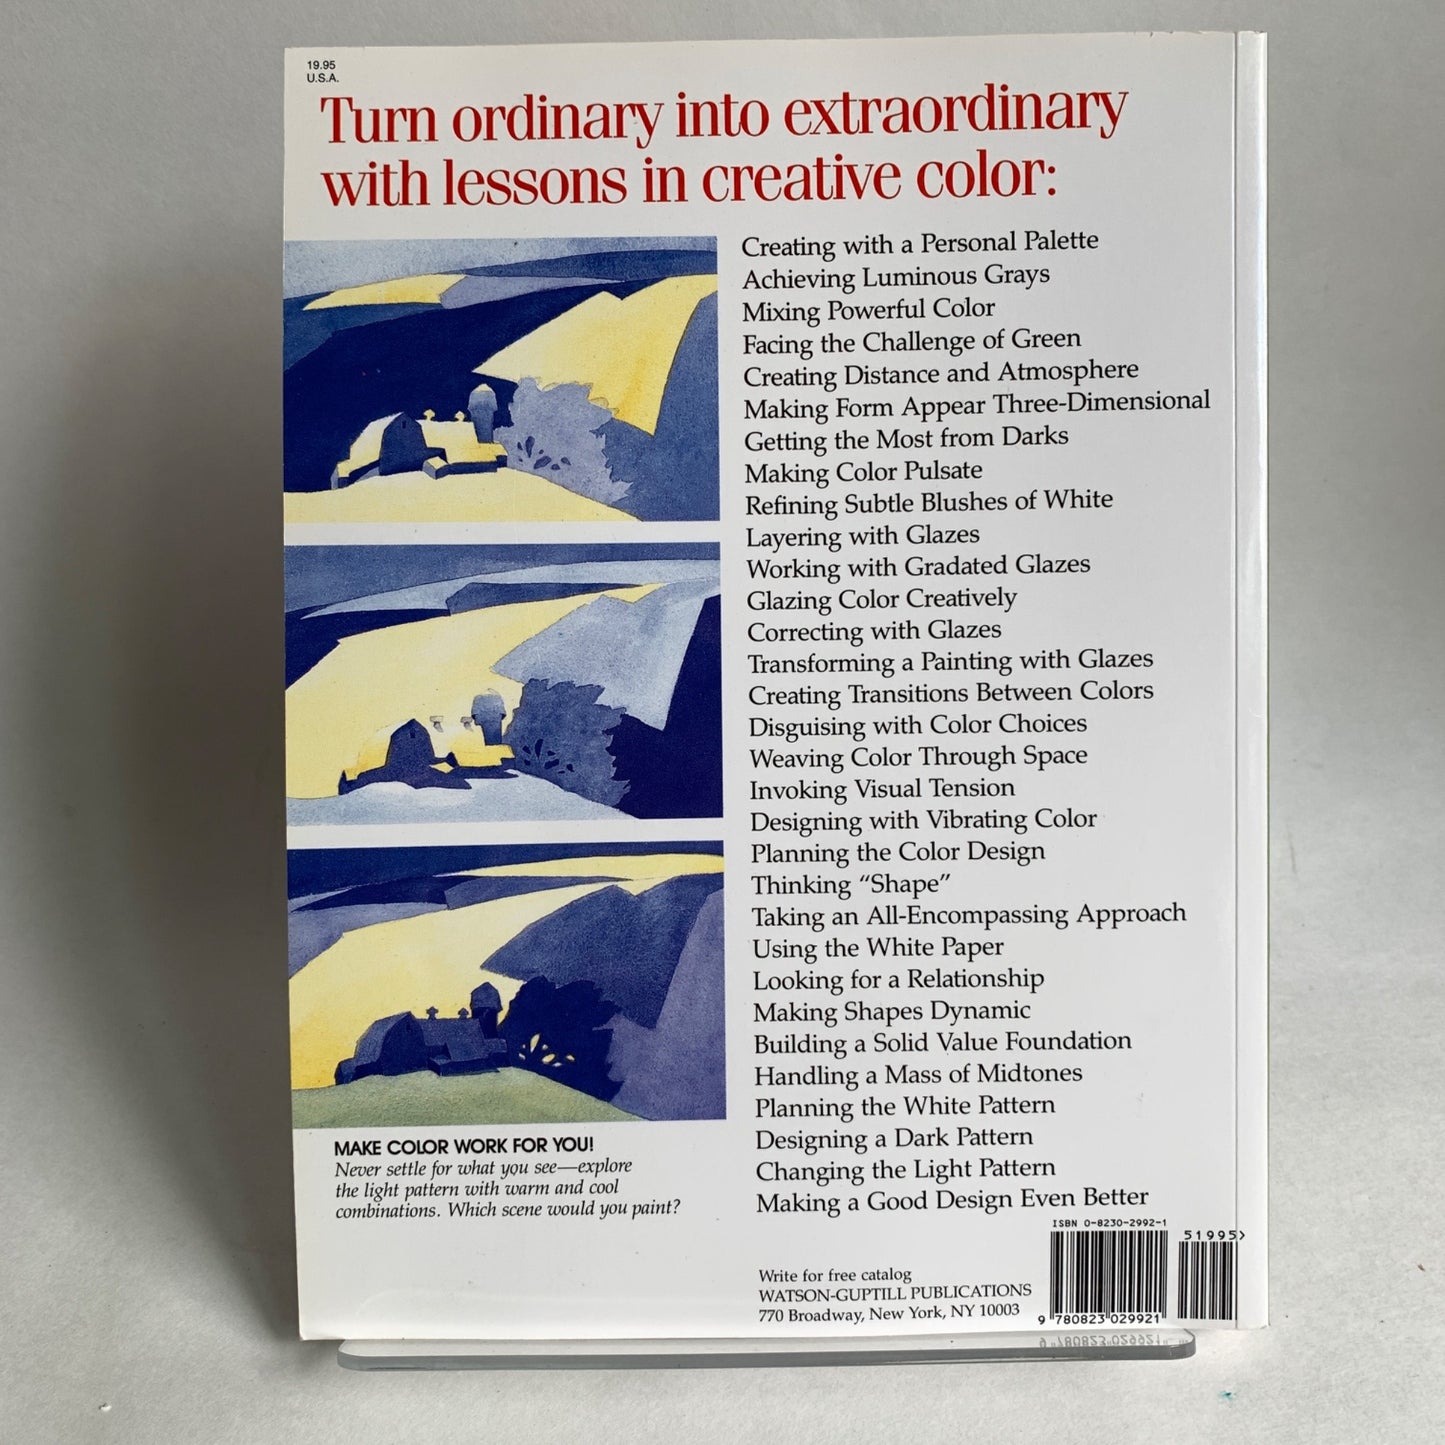 19.95
U.S.A.
Turn ordinary into extraordinary
with lessons in creative color:
Creating with a Personal Palette
Achieving Luminous Grays
Mixing Powerful Color
Facing the Challenge of Green
Creating Distance and Atmosphere
Making Form Appear Three-Dimensional
Getting the Most from Darks
Making Color Pulsate
Refining Subtle Blushes of White
Layering with Glazes
Working with Gradated Glazes
Glazing Color Creatively
Correcting with Glazes
Transforming a Painting with Glazes
Creating Transitions Between Colors
Disguising with Color Choices
Weaving Color Through Space
Invoking Visual Tension
Designing with Vibrating Color
Planning the Color Design
Thinking “Shape”
Taking an All-Encompassing Approach
Using the White Paper
Looking for a Relationship
Making Shapes Dynamic
Building a Solid Value Foundation
Handling a Mass of Midtones
Planning the White Pattern
Designing a Dark Pattern
Changing the Light Pattern
Making a Good Design Even Better
MAKE COLOR WORK FOR YOU!
Never settle for what you see—explore
the light pattern with warm and cool
combinations. Which scene would you paint?
Write for free catalog
WATSON-GUPTILL PUBLICATIONS
770 Broadway, New York, NY 10003
ISBN 0-8230-2992-1
51995>
9 780823 029921